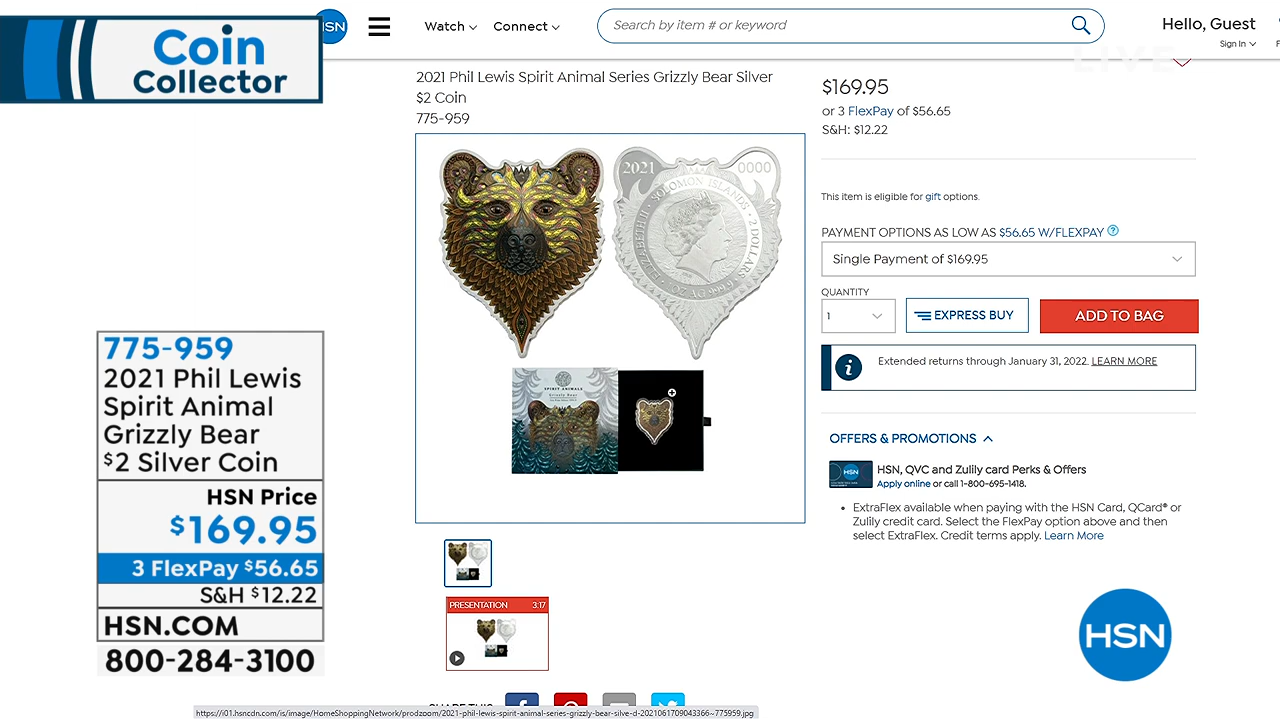 Coin
Collector
HSN
Watch
Connect
Search by item # or keyword
Hello, Guest
Sign In
LIVE
2021 Phil Lewis Spirit Animal Series Grizzly Bear Silver
$2 Coin
775-959
2021
0000
ELIZABETH II · SOLOMON ISLANDS · 2 DOLLARS
1OZ AG 999.9
SPIRIT ANIMALS
Grizzly Bear
$169.95
or 3 FlexPay of $56.65
S&H: $12.22
This item is eligible for gift options.
PAYMENT OPTIONS AS LOW AS $56.65 W/FLEXPAY ?
Single Payment of $169.95
QUANTITY
1
EXPRESS BUY
ADD TO BAG
i
Extended returns through January 31, 2022. LEARN MORE
OFFERS & PROMOTIONS
HSN
HSN, QVC and Zulily card Perks & Offers
Apply online or call 1-800-695-1418.
• ExtraFlex available when paying with the HSN Card, QCard® or
Zulily credit card. Select the FlexPay option above and then
select ExtraFlex. Credit terms apply. Learn More
775-959
2021 Phil Lewis
Spirit Animal
Grizzly Bear
$2 Silver Coin
HSN Price
$169.95
3 FlexPay $56.65
S&H $12.22
HSN.COM
800-284-3100
PRESENTATION 3:17
HSN
SHARE THIS
https://i01.hsncdn.com/is/image/HomeShoppingNetwork/prodzoom/2021-phil-lewis-spirit-animal-series-grizzly-bear-silve-d-2021061709043366~775959.jpg